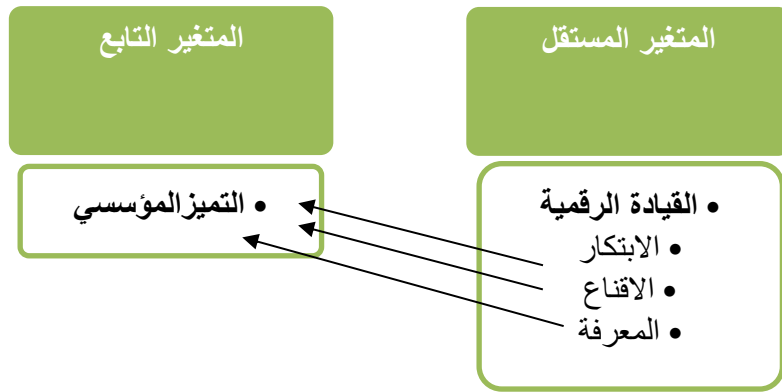 المتغير المستقل
• القيادة الرقمية
• الابتكار
• الاقناع
• المعرفة
المتغير التابع
• التميزالمؤسسي